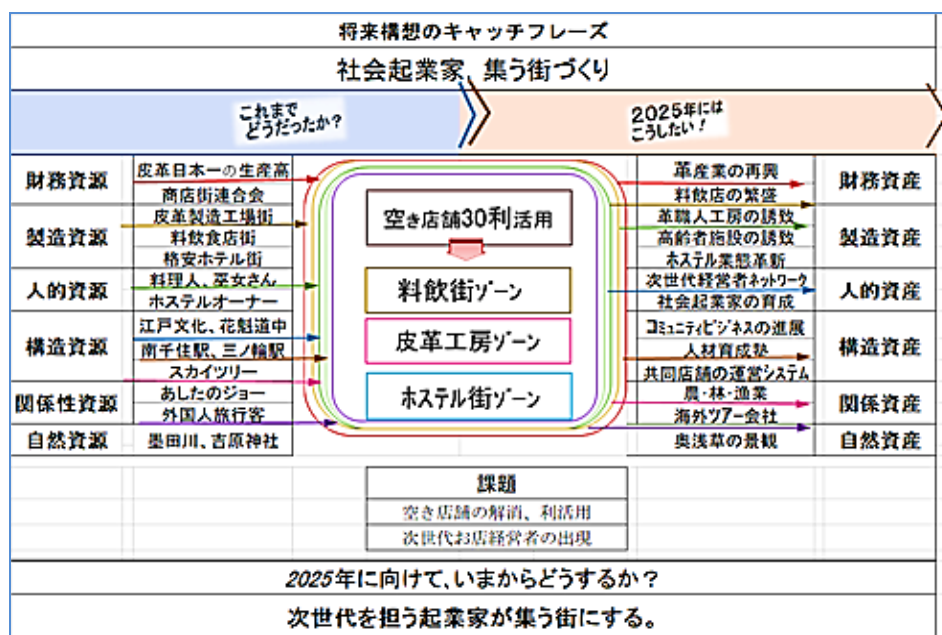 将来構想のキャッチフレーズ
社会起業家、集う街づくり
これまで
どうだったか？
2025年には
こうしたい！
財務資源
皮革日本一の生産高
商店街連合会
製造資源
皮革製造工場街
料飲食店街
格安ホテル街
人的資源
料理人、巫女さん
ホステルオーナー
構造資源
江戸文化、花魁道中
南千住駅、三ノ輪駅
スカイツリー
関係性資源
あしたのジョー
外国人旅行客
自然資源
墨田川、吉原神社
空き店舗30利活用
料飲街ゾーン
皮革工房ゾーン
ホステル街ゾーン
革産業の再興
料飲店の繁盛
財務資産
革職人工房の誘致
高齢者施設の誘致
ホステル業態革新
製造資産
次世代経営者ネットワーク
社会起業家の育成
人的資産
コミュニティビジネスの進展
人材育成塾
共同店舗の運営システム
構造資産
農・林・漁業
海外ツアー会社
関係資産
奥浅草の景観
自然資産
課題
空き店舗の解消、利活用
次世代お店経営者の出現
2025年に向けて、いまからどうするか？
次世代を担う起業家が集う街にする。